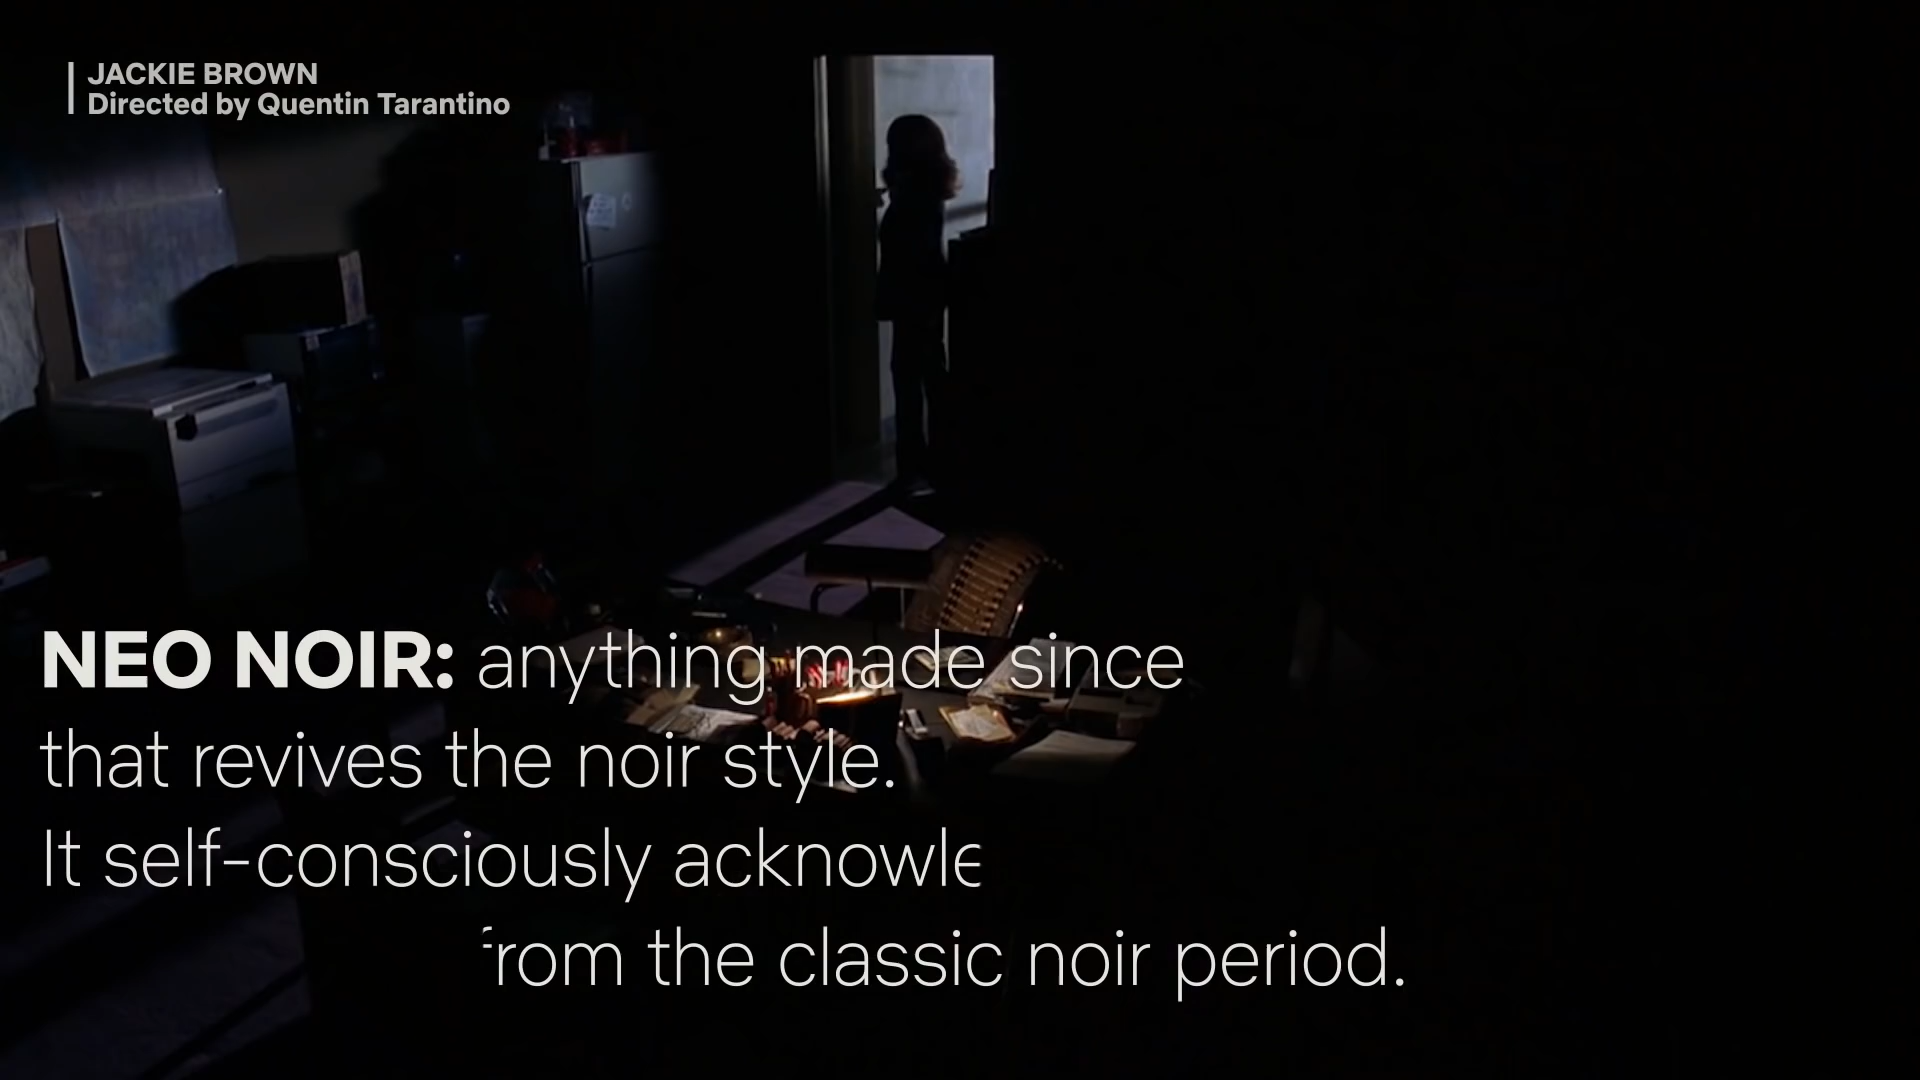 JACKIE BROWN
Directed by Quentin Tarantino
NEO NOIR: anything made since
that revives the noir style.
It self-consciously acknowle
rom the classic noir period.